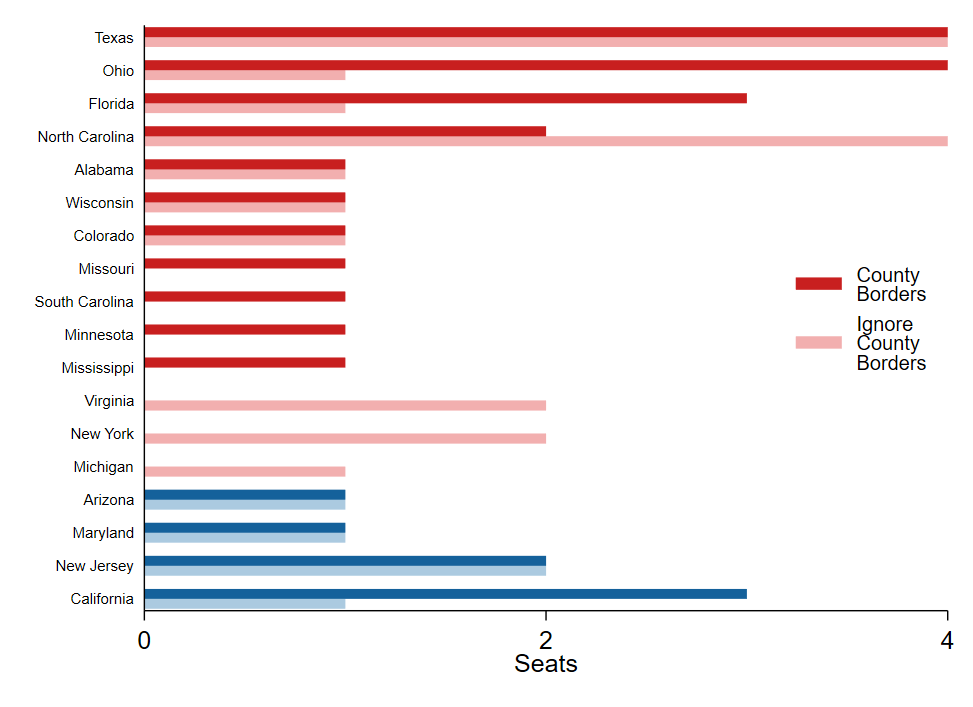 Texas
Ohio
Florida
North Carolina
Alabama
Wisconsin
Colorado
Missouri
South Carolina
Minnesota
Mississippi
Virginia
New York
Michigan
Arizona
Maryland
New Jersey
California
County
Borders
Ignore
County
Borders
0 2 4
Seats